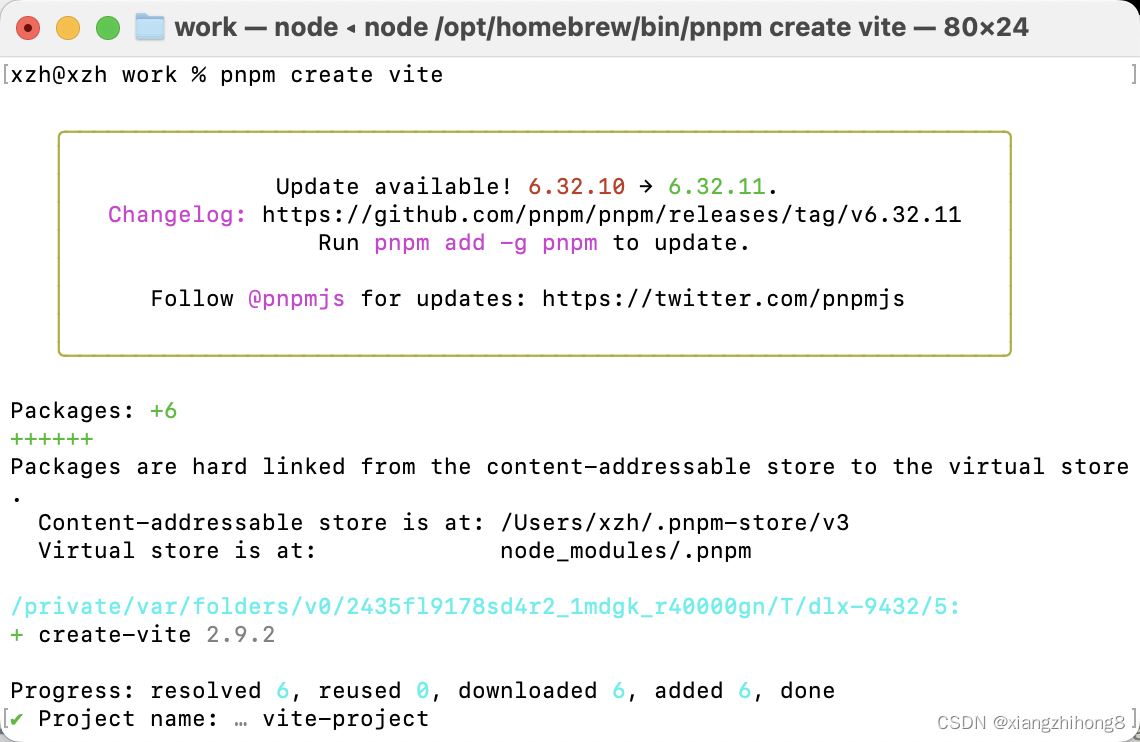 work — node ◂ node /opt/homebrew/bin/pnpm create vite — 80×24
[xzh@xzh work % pnpm create vite ]
Update available! 6.32.10 → 6.32.11.
Changelog: https://github.com/pnpm/pnpm/releases/tag/v6.32.11
Run pnpm add -g pnpm to update.
Follow @pnpmjs for updates: https://twitter.com/pnpmjs
Packages: +6
++++++
Packages are hard linked from the content-addressable store to the virtual store
.
Content-addressable store is at: /Users/xzh/.pnpm-store/v3
Virtual store is at: node_modules/.pnpm
/private/var/folders/v0/2435fl9178sd4r2_1mdgk_r40000gn/T/dlx-9432/5:
+ create-vite 2.9.2
Progress: resolved 6, reused 0, downloaded 6, added 6, done
[✔ Project name: … vite-project ]
CSDN @xiangzhihong8